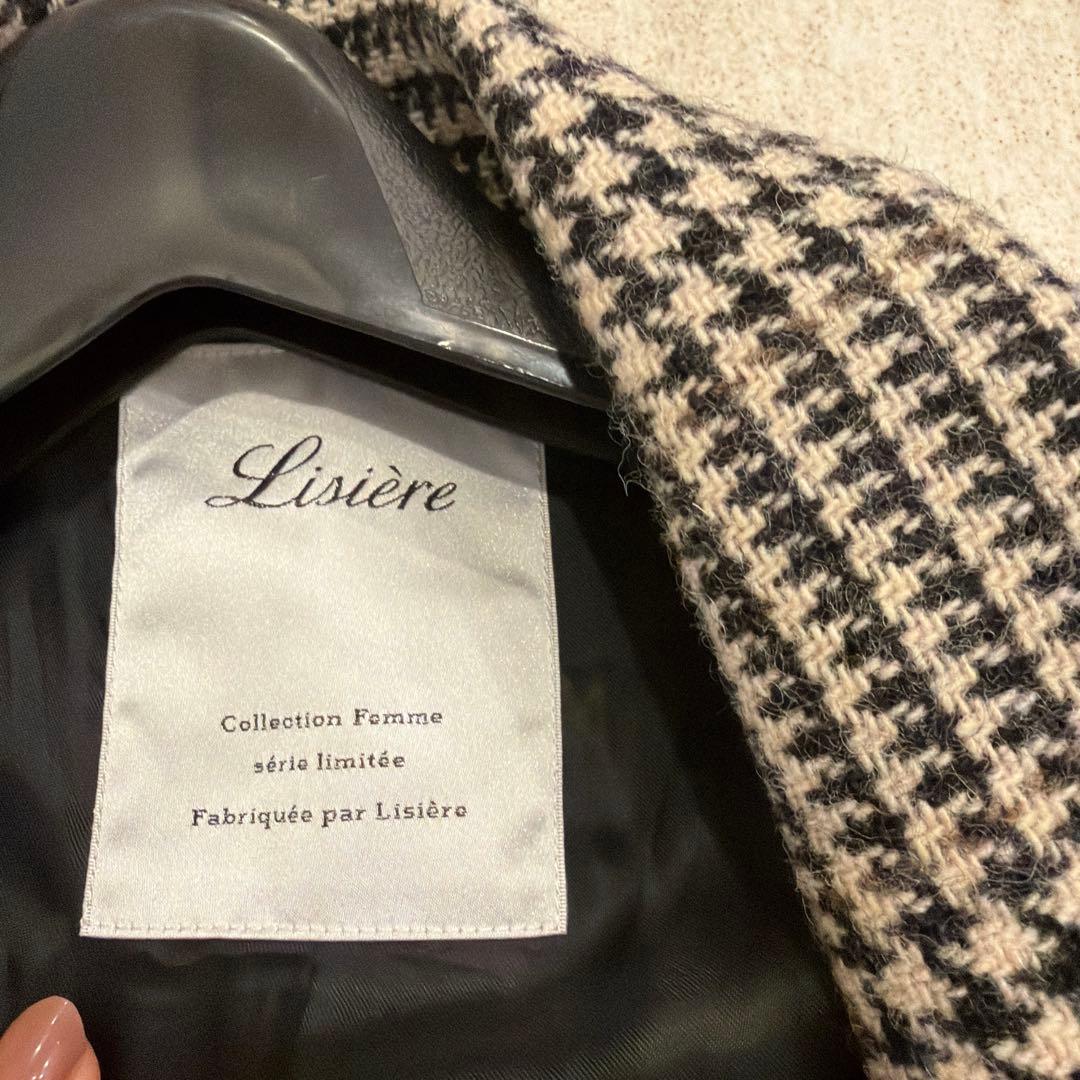 Lisière
Collection Femme
série limitée
Fabriquée par Lisière